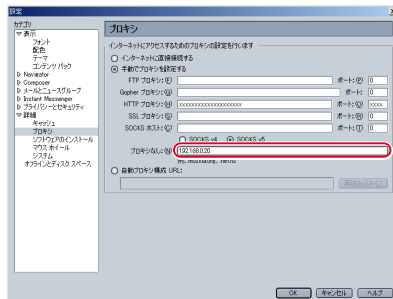 設定
カテゴリ
表示
フォント
配色
テーマ
コンテンツ パック
Navigator
Composer
メールとニュースグループ
Instant Messenger
プライバシーとセキュリティ
詳細
キャッシュ
プロキシ
ソフトウェアのインストール
マウス ホイール
システム
オフラインとディスク スペース
プロキシ
インターネットにアクセスするためのプロキシの設定を行います
インターネットに直接接続する
手動でプロキシを設定する
FTP プロキシ:(F) ポート:(P) 0
Gopher プロキシ:(G) ポート: 0
HTTP プロキシ:(H) xxxxxxxxxxxxxxxxxxxx ポート:(O) xxxx
SSL プロキシ:(S) ポート:(R) 0
SOCKS ホスト:(C) ポート:(T) 0
SOCKS v4 SOCKS v5
プロキシなし:(N) 192.168.0.20
例: .mozilla.org, .net.nz
自動プロキシ構成 URL:
再読み込み(D)
OK キャンセル ヘルプ